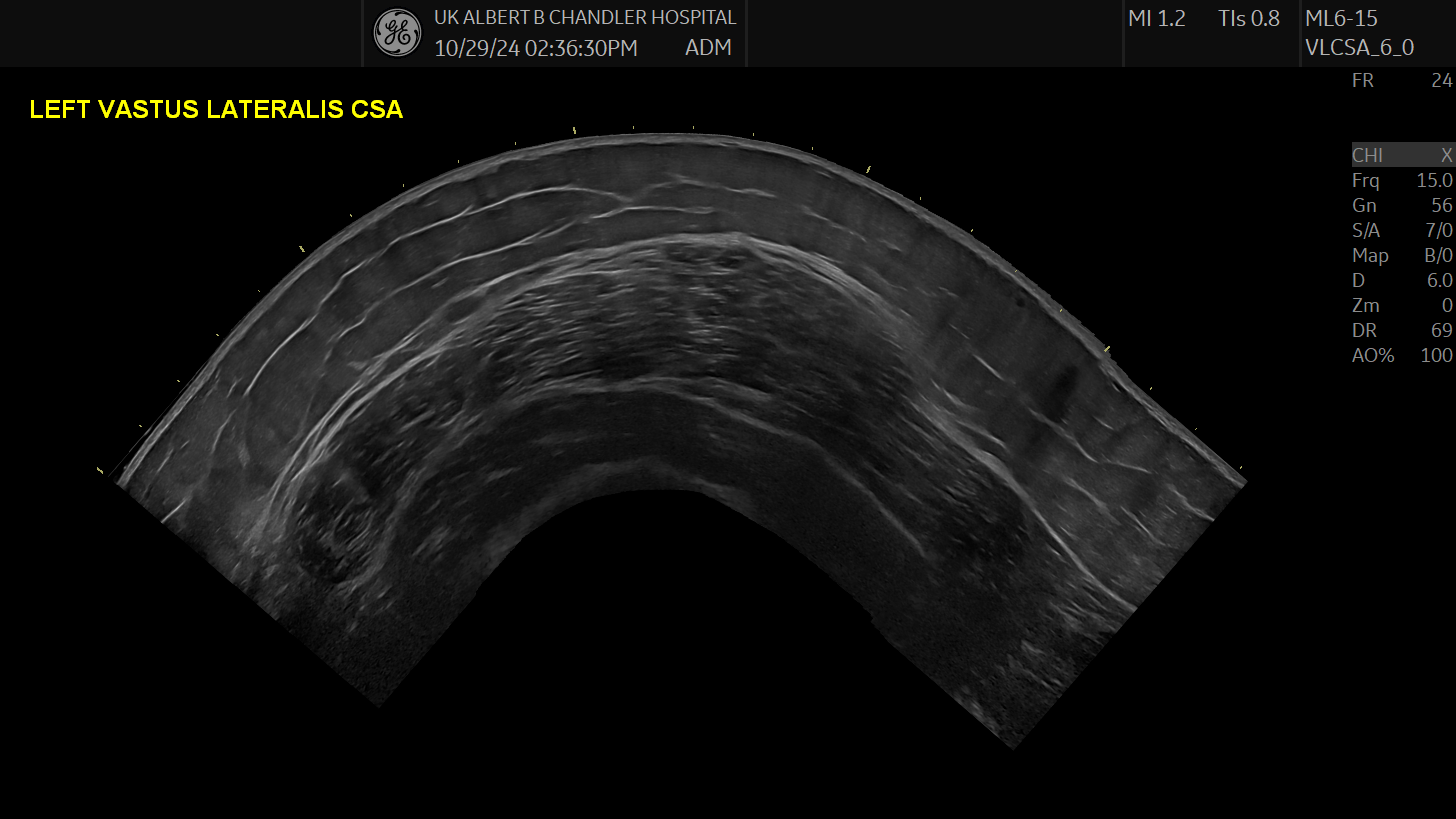 UK ALBERT B CHANDLER HOSPITAL
10/29/24 02:36:30PM ADM
MI 1.2 TIs 0.8
ML6-15
VLCSA_6_0
LEFT VASTUS LATERALIS CSA
FR 24
CHI X
Frq 15.0
Gn 56
S/A 7/0
Map B/0
D 6.0
Zm 0
DR 69
AO% 100
GE